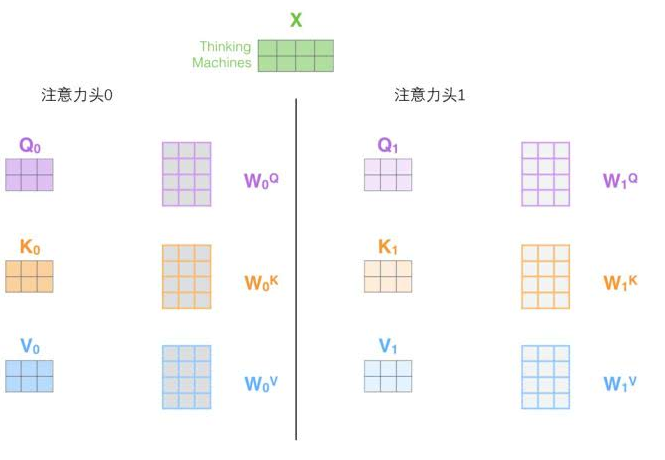 X
Thinking
Machines
注意力头0
注意力头1
Q₀
W₀Q
Q₁
W₁Q
K₀
W₀K
K₁
W₁K
V₀
W₀V
V₁
W₁V